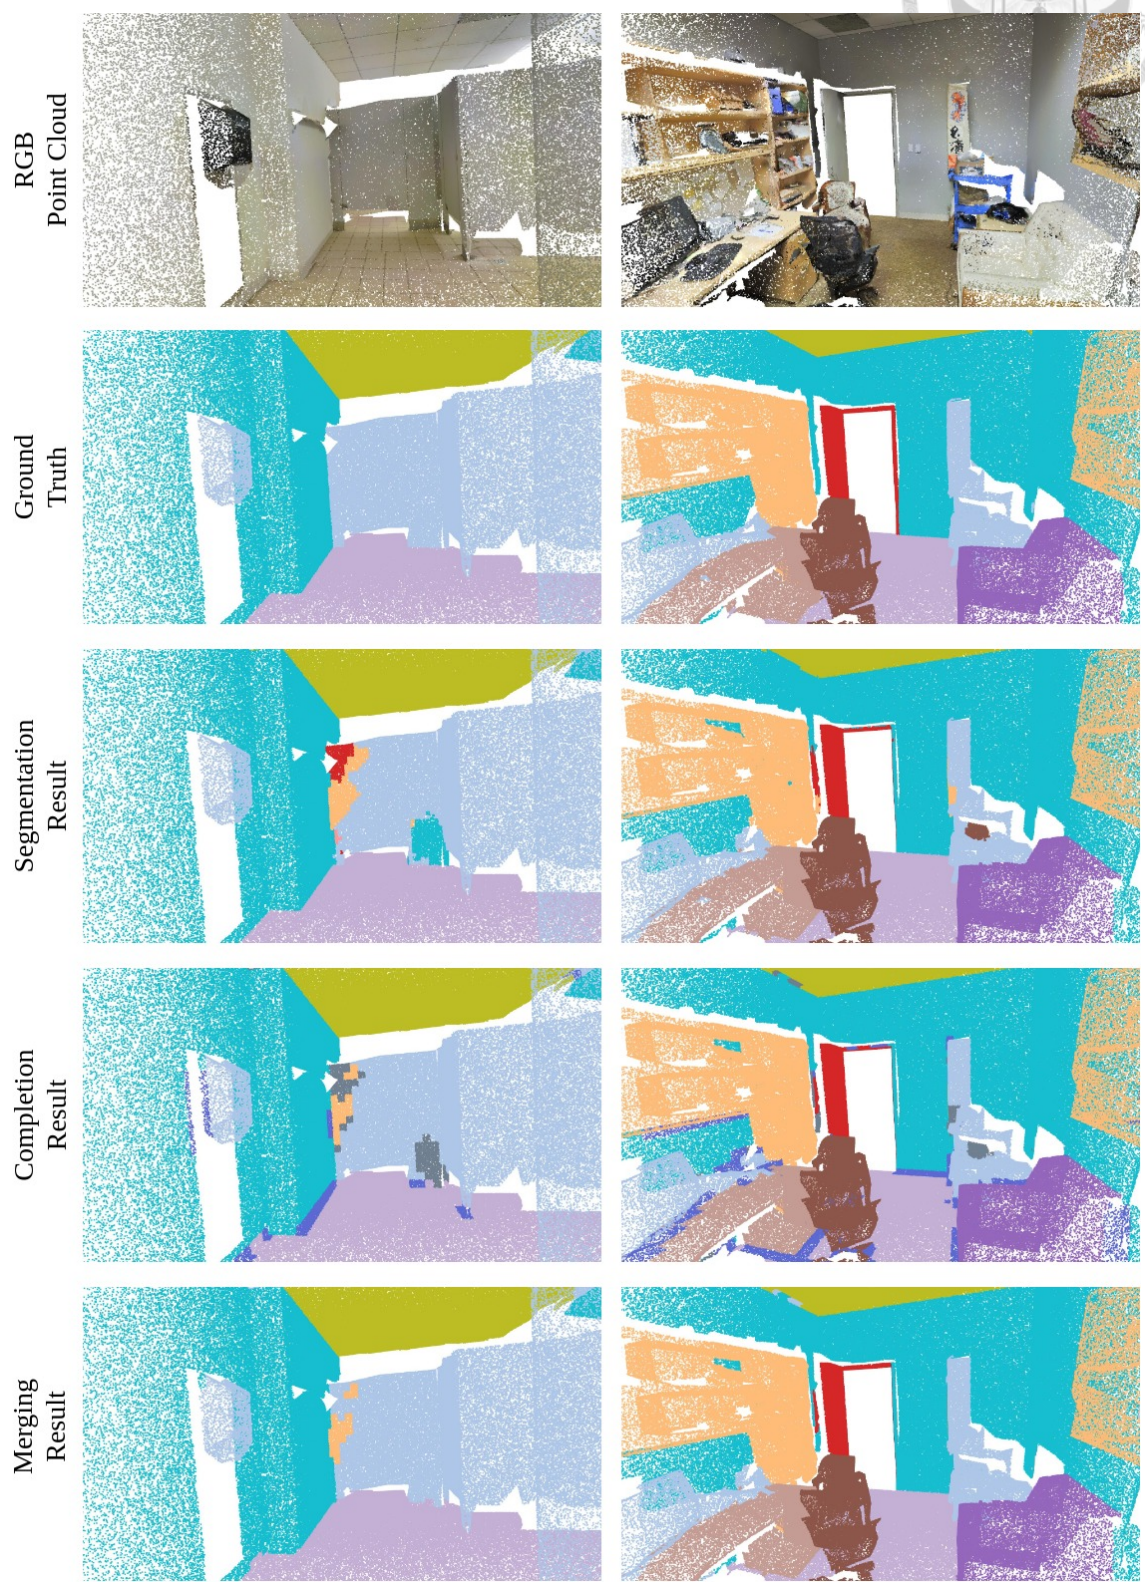 RGB
Point Cloud
Ground
Truth
Segmentation
Result
Completion
Result
Merging
Result